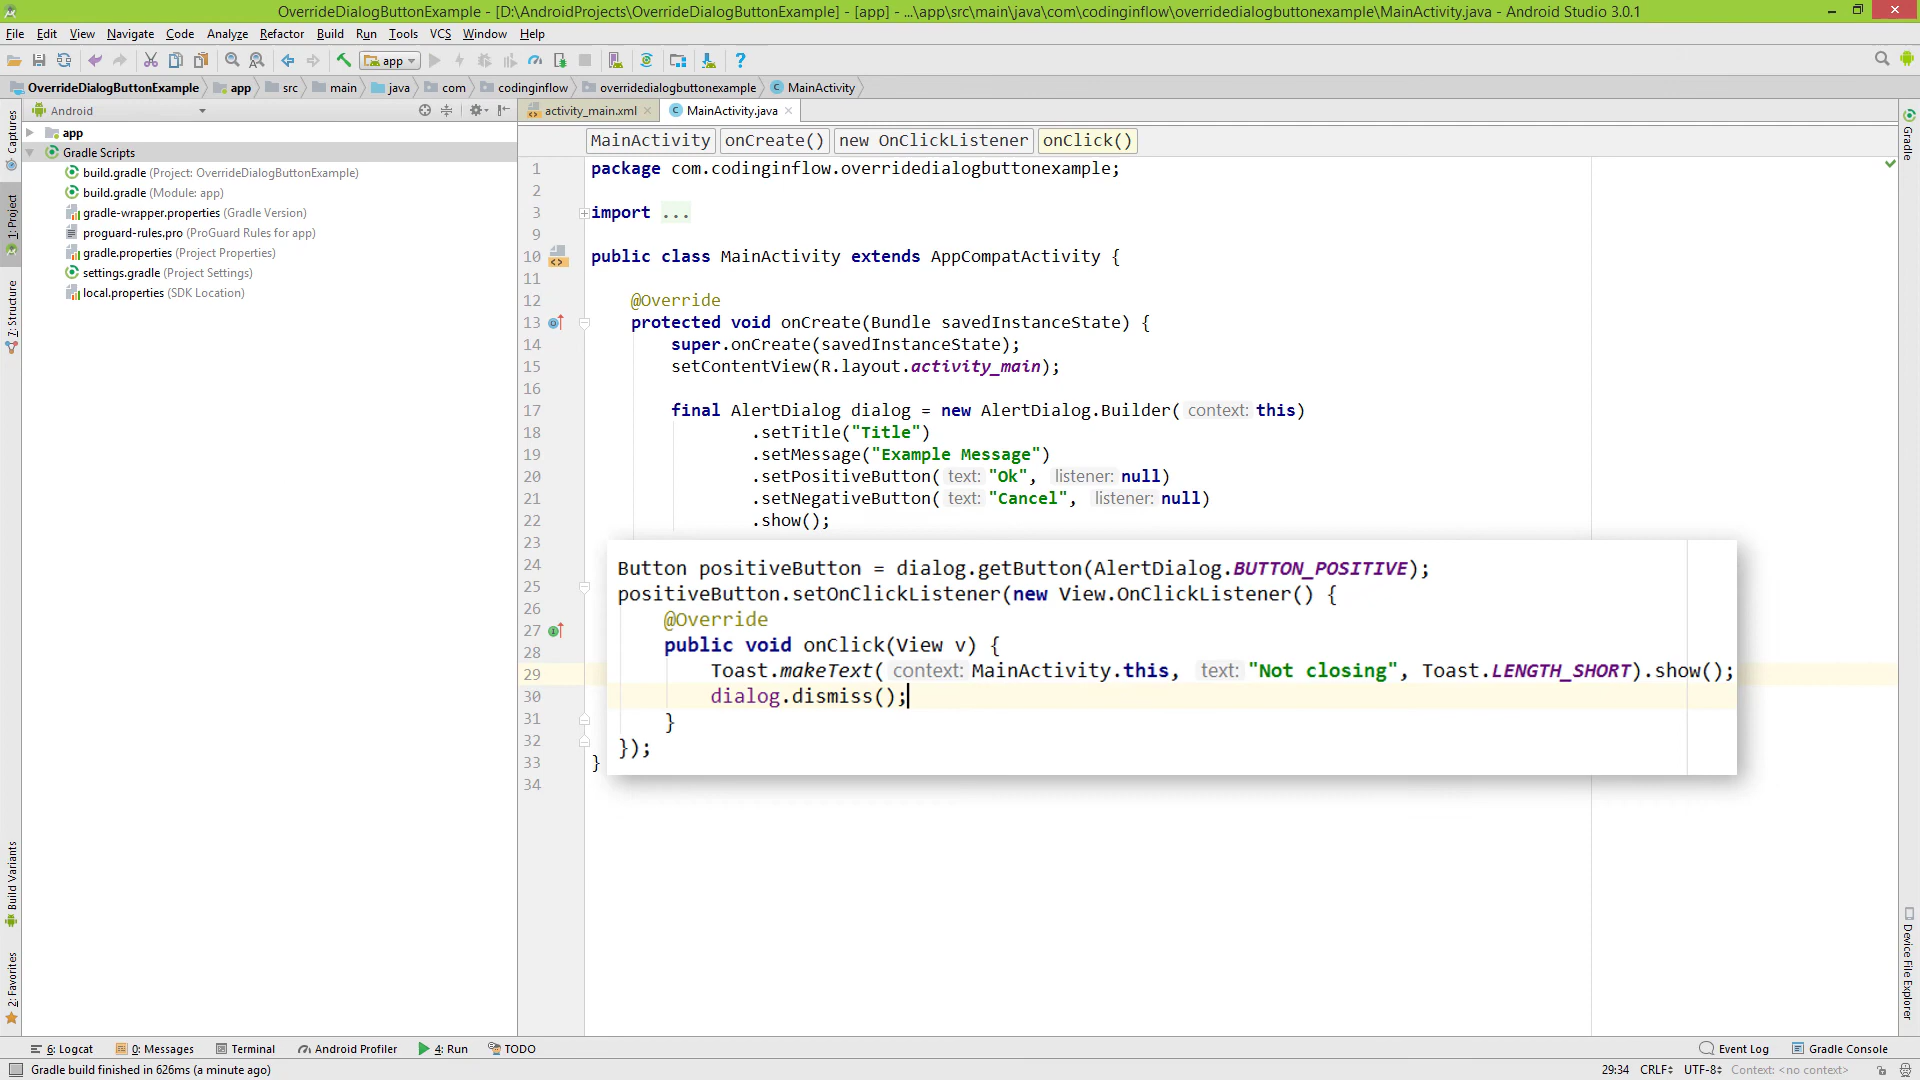 OverrideDialogButtonExample - [D:\AndroidProjects\OverrideDialogButtonExample] - [app] - ...\app\src\main\java\com\codinginflow\overridedialogbuttonexample\MainActivity.java - Android Studio 3.0.1
File Edit View Navigate Code Analyze Refactor Build Run Tools VCS Window Help
app
OverrideDialogButtonExample app src main java com codinginflow overridedialogbuttonexample MainActivity
Android
activity_main.xml MainActivity.java
MainActivity onCreate() new OnClickListener onClick()
app
Gradle Scripts
build.gradle (Project: OverrideDialogButtonExample)
build.gradle (Module: app)
gradle-wrapper.properties (Gradle Version)
proguard-rules.pro (ProGuard Rules for app)
gradle.properties (Project Properties)
settings.gradle (Project Settings)
local.properties (SDK Location)
Captures
1: Project
7: Structure
Build Variants
2: Favorites
1 package com.codinginflow.overridedialogbuttonexample;
2
3 import ...
9
10 public class MainActivity extends AppCompatActivity {
11
12 @Override
13 protected void onCreate(Bundle savedInstanceState) {
14 super.onCreate(savedInstanceState);
15 setContentView(R.layout.activity_main);
16
17 final AlertDialog dialog = new AlertDialog.Builder( context: this)
18 .setTitle("Title")
19 .setMessage("Example Message")
20 .setPositiveButton( text: "Ok", listener: null)
21 .setNegativeButton( text: "Cancel", listener: null)
22 .show();
23
24
25
26
27
28
29
30
31
32
33 }
34
Button positiveButton = dialog.getButton(AlertDialog.BUTTON_POSITIVE);
positiveButton.setOnClickListener(new View.OnClickListener() {
@Override
public void onClick(View v) {
Toast.makeText( context: MainActivity.this, text: "Not closing", Toast.LENGTH_SHORT).show();
dialog.dismiss();
}
});
Gradle
Device File Explorer
6: Logcat 0: Messages Terminal Android Profiler 4: Run TODO Event Log Gradle Console
Gradle build finished in 626ms (a minute ago) 29:34 CRLF UTF-8 Context: <no context>